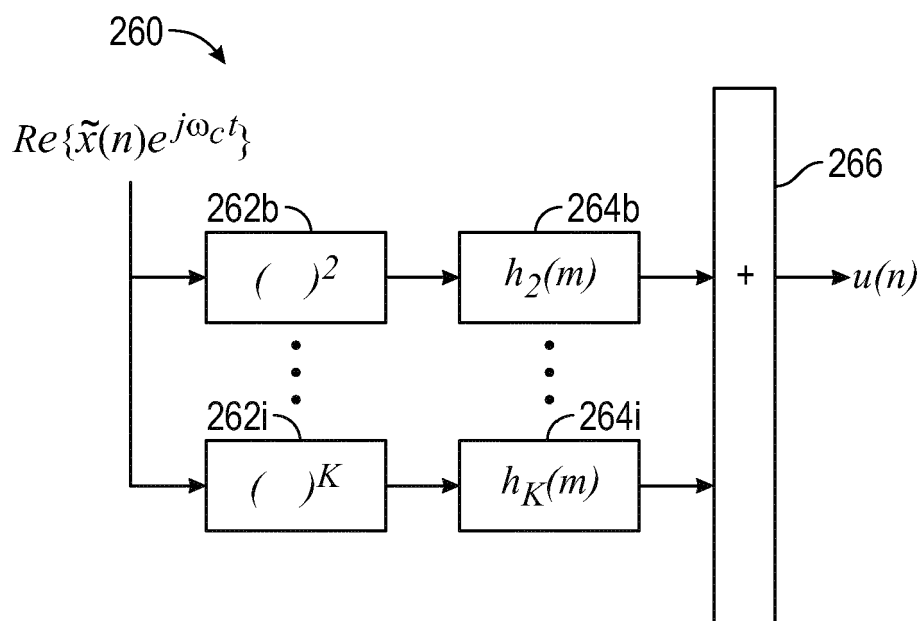 260
Re{x̃(n)e^{jω_C t}}
266
262b
264b
( )^2
h_2(m)
+
u(n)
262i
264i
( )^K
h_K(m)